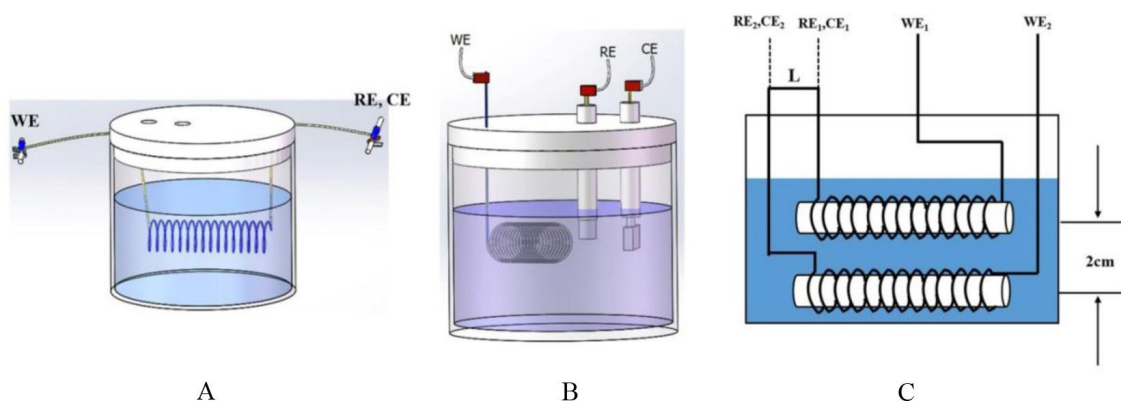 WE
RE, CE
WE
RE
CE
RE₂,CE₂
RE₁,CE₁
WE₁
WE₂
L
2cm
A
B
C